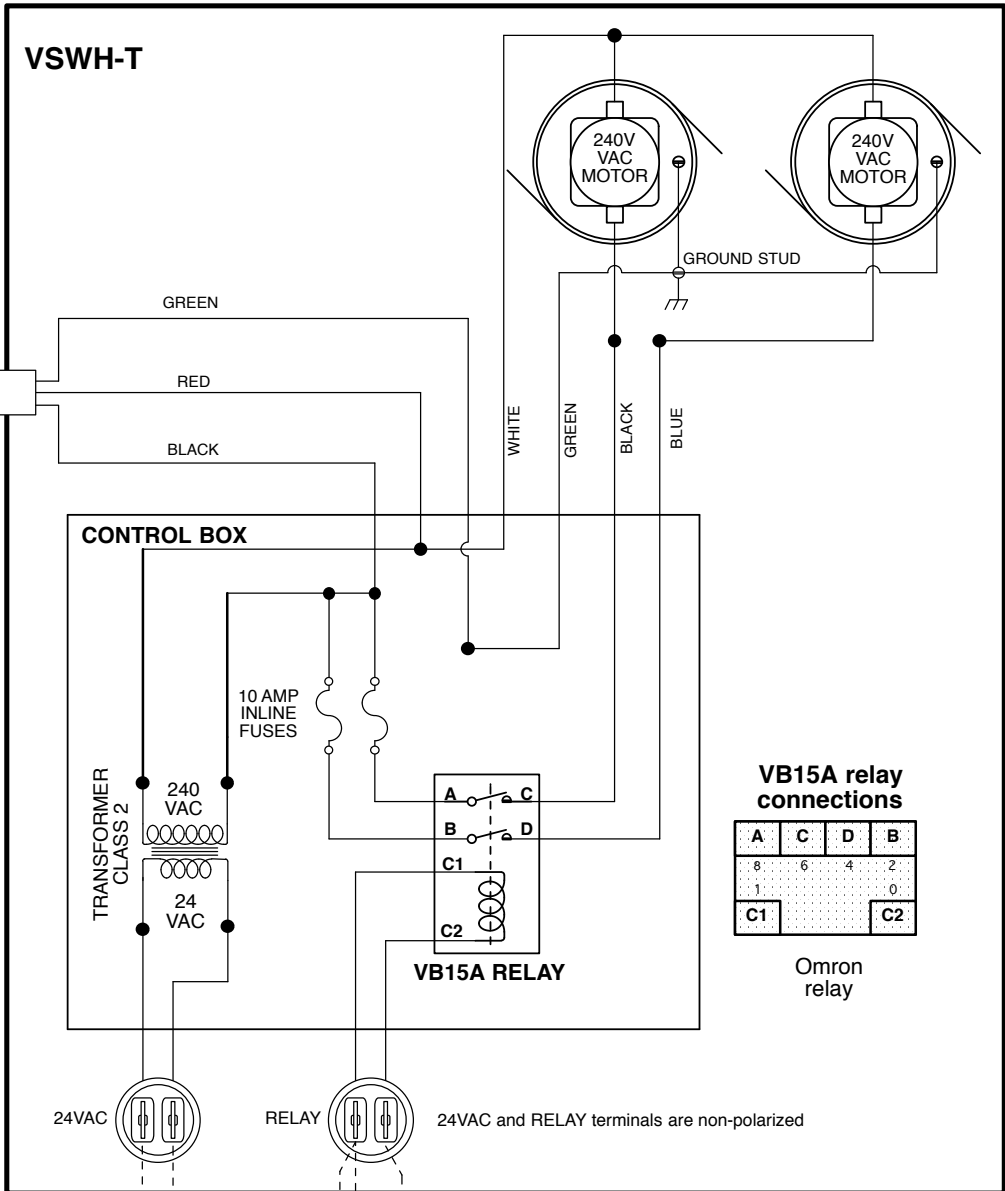 VSWH-T
240V
VAC
MOTOR
240V
VAC
MOTOR
GROUND STUD
GREEN
RED
BLACK
WHITE
GREEN
BLACK
BLUE
CONTROL BOX
10 AMP
INLINE
FUSES
TRANSFORMER
CLASS 2
240
VAC
24
VAC
A
C
B
D
C1
C2
VB15A RELAY
VB15A relay
connections
A C D B
8 6 4 2
1 0
C1 C2
Omron
relay
24VAC
RELAY
24VAC and RELAY terminals are non-polarized